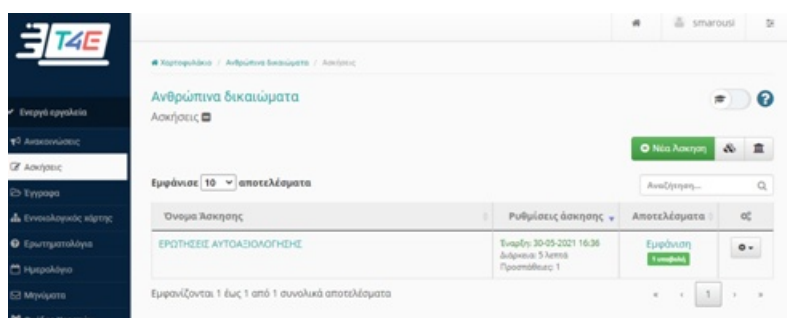 T4E
smarousi
Χαρτοφυλάκιο / Ανθρώπινα δικαιώματα / Ασκήσεις
Ανθρώπινα δικαιώματα
Ασκήσεις
Ενεργά εργαλεία
Ανακοινώσεις
Ασκήσεις
Έγγραφα
Εννοιολογικός χάρτης
Ερωτηματολόγια
Ημερολόγιο
Μηνύματα
Νέα Άσκηση
Εμφάνισε 10 αποτελέσματα
Αναζήτηση...
Όνομα Άσκησης
Ρυθμίσεις άσκησης
Αποτελέσματα
ΕΡΩΤΗΣΕΙΣ ΑΥΤΟΑΞΙΟΛΟΓΗΣΗΣ
Έναρξη: 30-05-2021 16:36
Διάρκεια: 5 λεπτά
Προσπάθειες: 1
Εμφάνιση
1 υποβολή
Εμφανίζονται 1 έως 1 από 1 συνολικά αποτελέσματα
« ‹ 1 › »